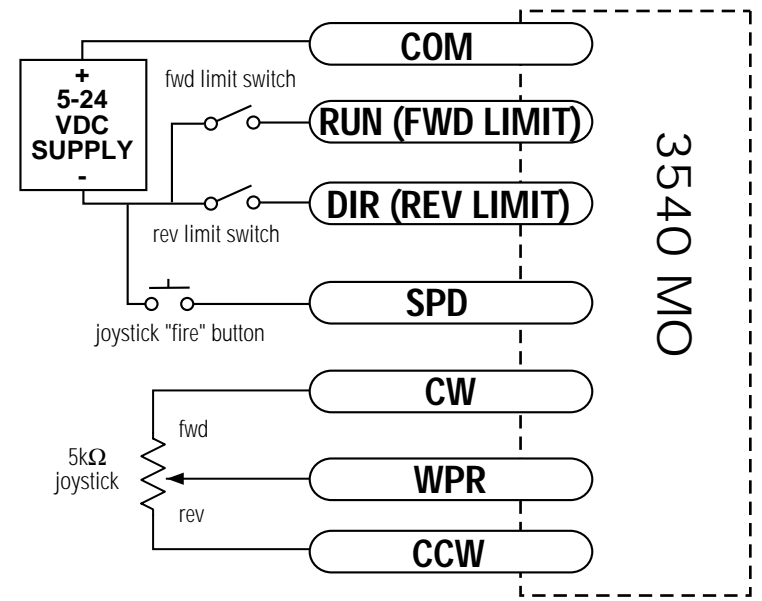 COM
+
5-24
VDC
SUPPLY
-
fwd limit switch
RUN (FWD LIMIT)
DIR (REV LIMIT)
rev limit switch
SPD
joystick "fire" button
CW
fwd
5kΩ
joystick
WPR
rev
CCW
3540 MO